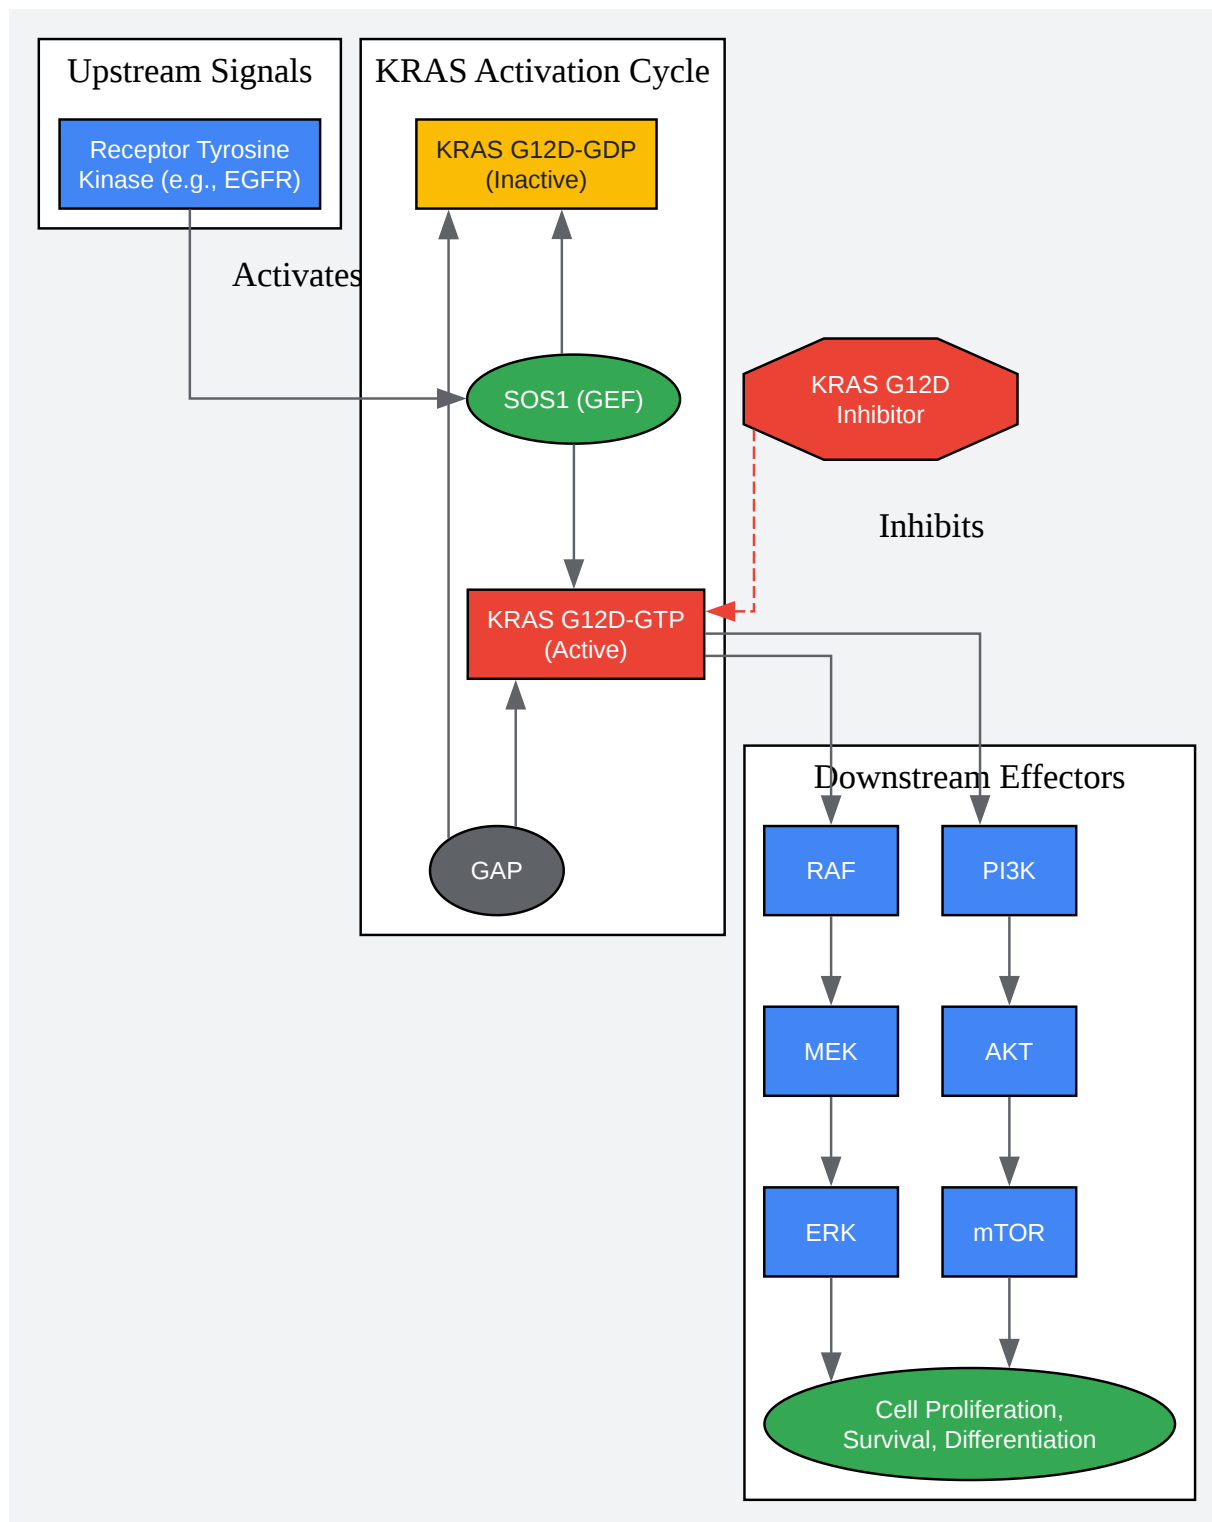 Upstream Signals
Receptor Tyrosine
Kinase (e.g., EGFR)
Activates
KRAS Activation Cycle
KRAS G12D-GDP
(Inactive)
SOS1 (GEF)
KRAS G12D
Inhibitor
Inhibits
KRAS G12D-GTP
(Active)
GAP
Downstream Effectors
RAF
PI3K
MEK
AKT
ERK
mTOR
Cell Proliferation,
Survival, Differentiation